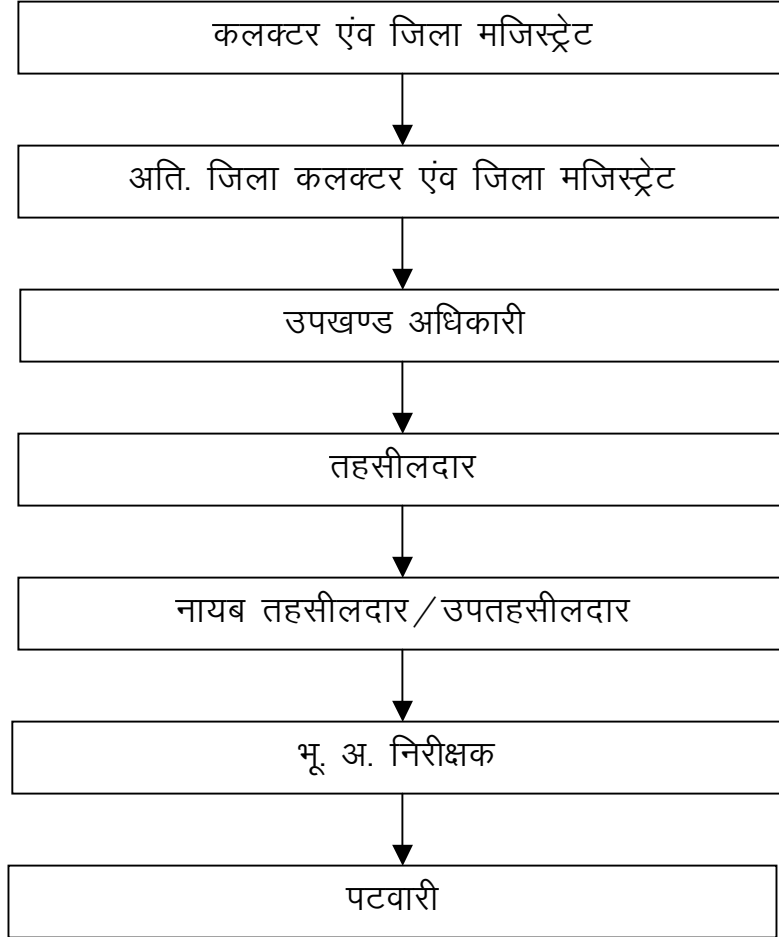 कलक्टर एंव जिला मजिस्ट्रेट
अति. जिला कलक्टर एंव जिला मजिस्ट्रेट
उपखण्ड अधिकारी
तहसीलदार
नायब तहसीलदार/उपतहसीलदार
भू. अ. निरीक्षक
पटवारी